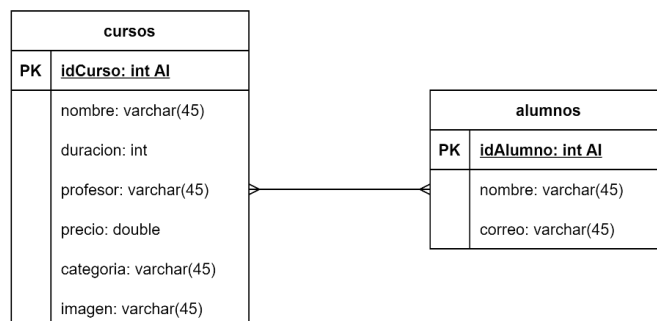 cursos
PK idCurso: int AI
nombre: varchar(45)
duracion: int
profesor: varchar(45)
precio: double
categoria: varchar(45)
imagen: varchar(45)
alumnos
PK idAlumno: int AI
nombre: varchar(45)
correo: varchar(45)